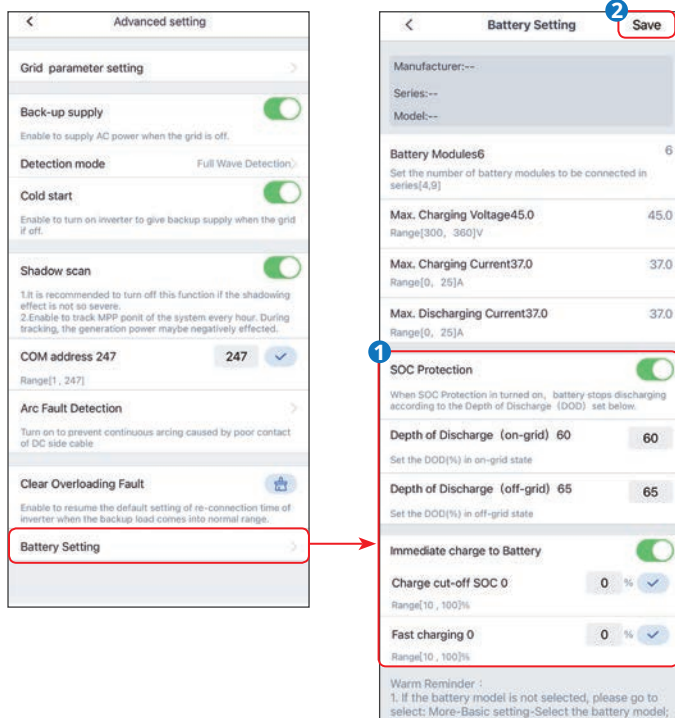 Advanced setting
Grid parameter setting
Back-up supply
Enable to supply AC power when the grid is off.
Detection mode Full Wave Detection
Cold start
Enable to turn on inverter to give backup supply when the grid
if off.
Shadow scan
1.It is recommended to turn off this function if the shadowing
effect is not so severe.
2.Enable to track MPP ponit of the system every hour. During
tracking, the generation power maybe negatively effected.
COM address 247 247
Range[1 , 247]
Arc Fault Detection
Turn on to prevent continuous arcing caused by poor contact
of DC side cable
Clear Overloading Fault
Enable to resume the default setting of re-connection time of
inverter when the backup load comes into normal range.
Battery Setting
2
Battery Setting Save
Manufacturer:--
Series:--
Model:--
Battery Modules6 6
Set the number of battery modules to be connected in
series[4,9]
Max. Charging Voltage45.0 45.0
Range[300, 360]V
Max. Charging Current37.0 37.0
Range[0, 25]A
Max. Discharging Current37.0 37.0
Range[0, 25]A
1
SOC Protection
When SOC Protection in turned on, battery stops discharging
according to the Depth of Discharge (DOD) set below.
Depth of Discharge (on-grid) 60 60
Set the DOD(%) in on-grid state
Depth of Discharge (off-grid) 65 65
Set the DOD(%) in off-grid state
Immediate charge to Battery
Charge cut-off SOC 0 0 %
Range[10 , 100]%
Fast charging 0 0 %
Range[10 , 100]%
Warm Reminder :
1. If the battery model is not selected, please go to
select: More-Basic setting-Select the battery model;